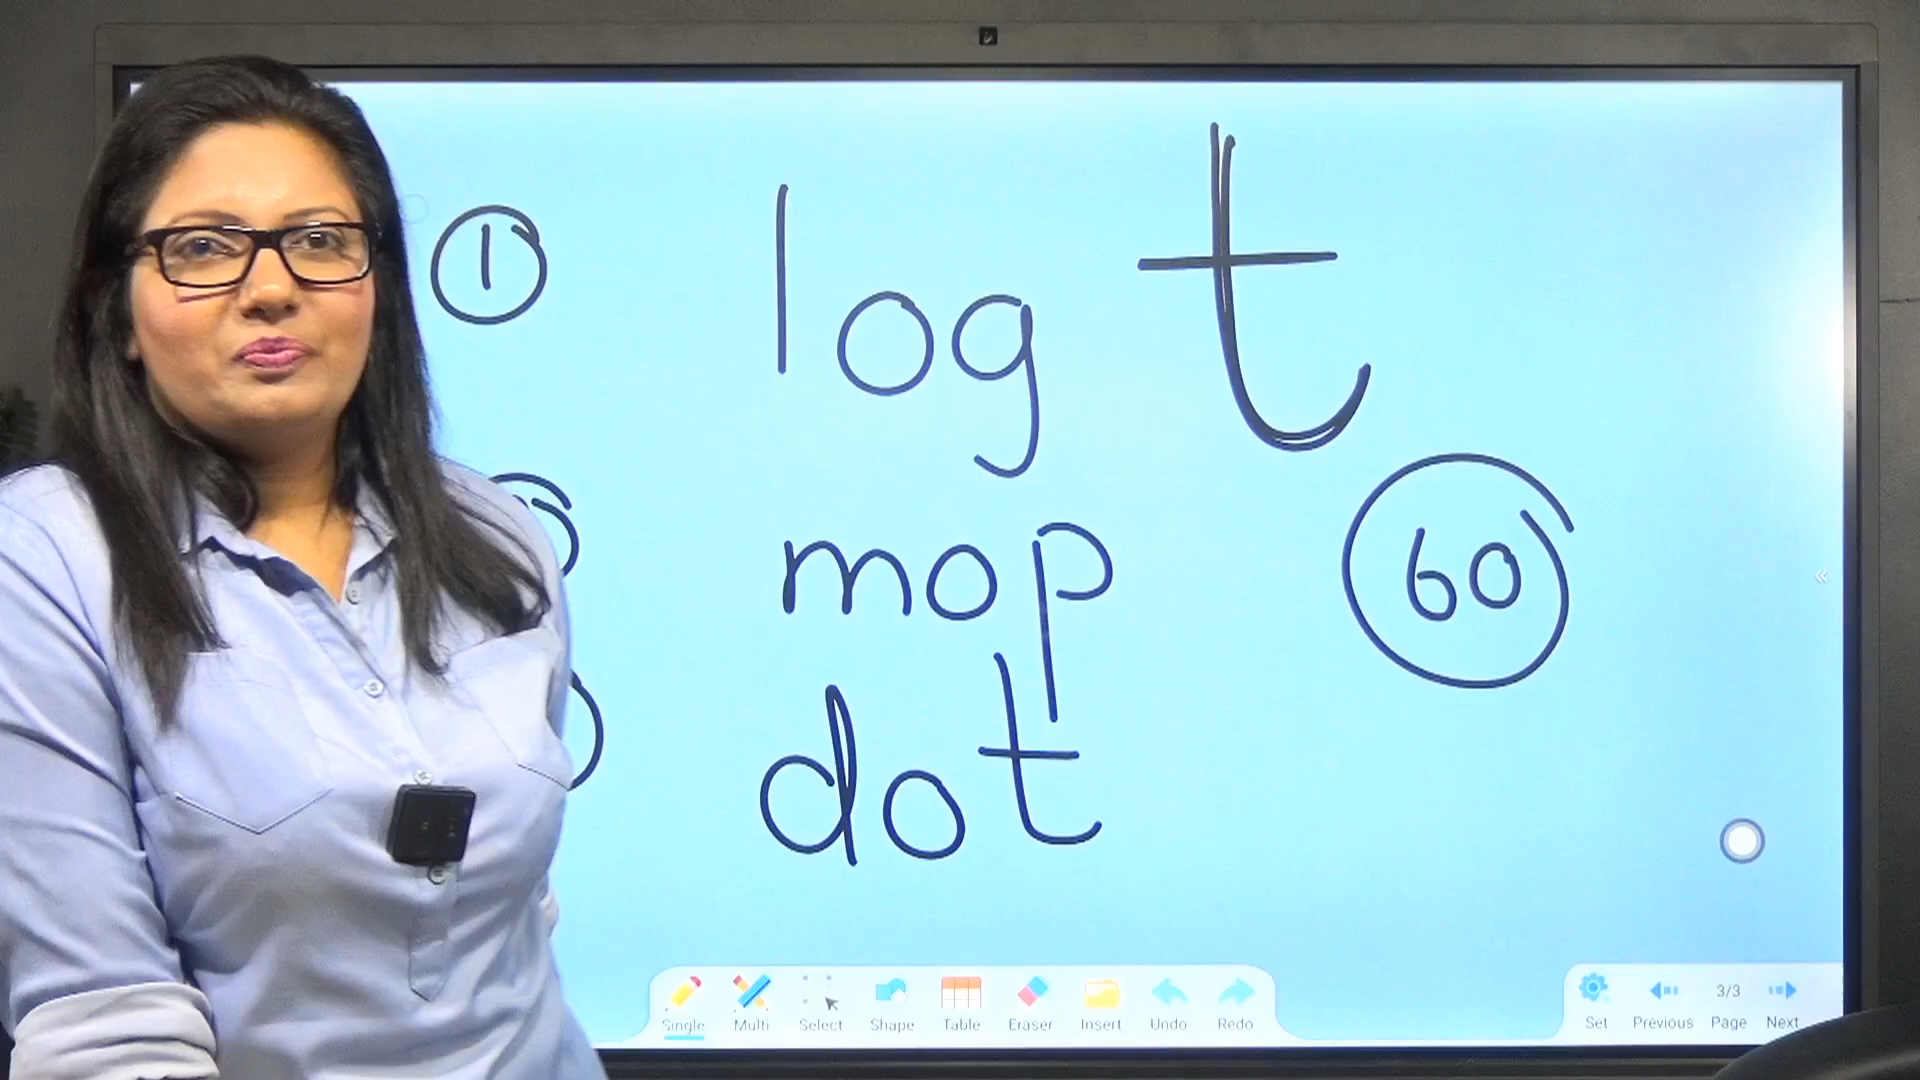 1 log t
mop 60
dot
Single Multi Select Shape Table Eraser Insert Undo Redo
Set Previous 3/3 Page Next